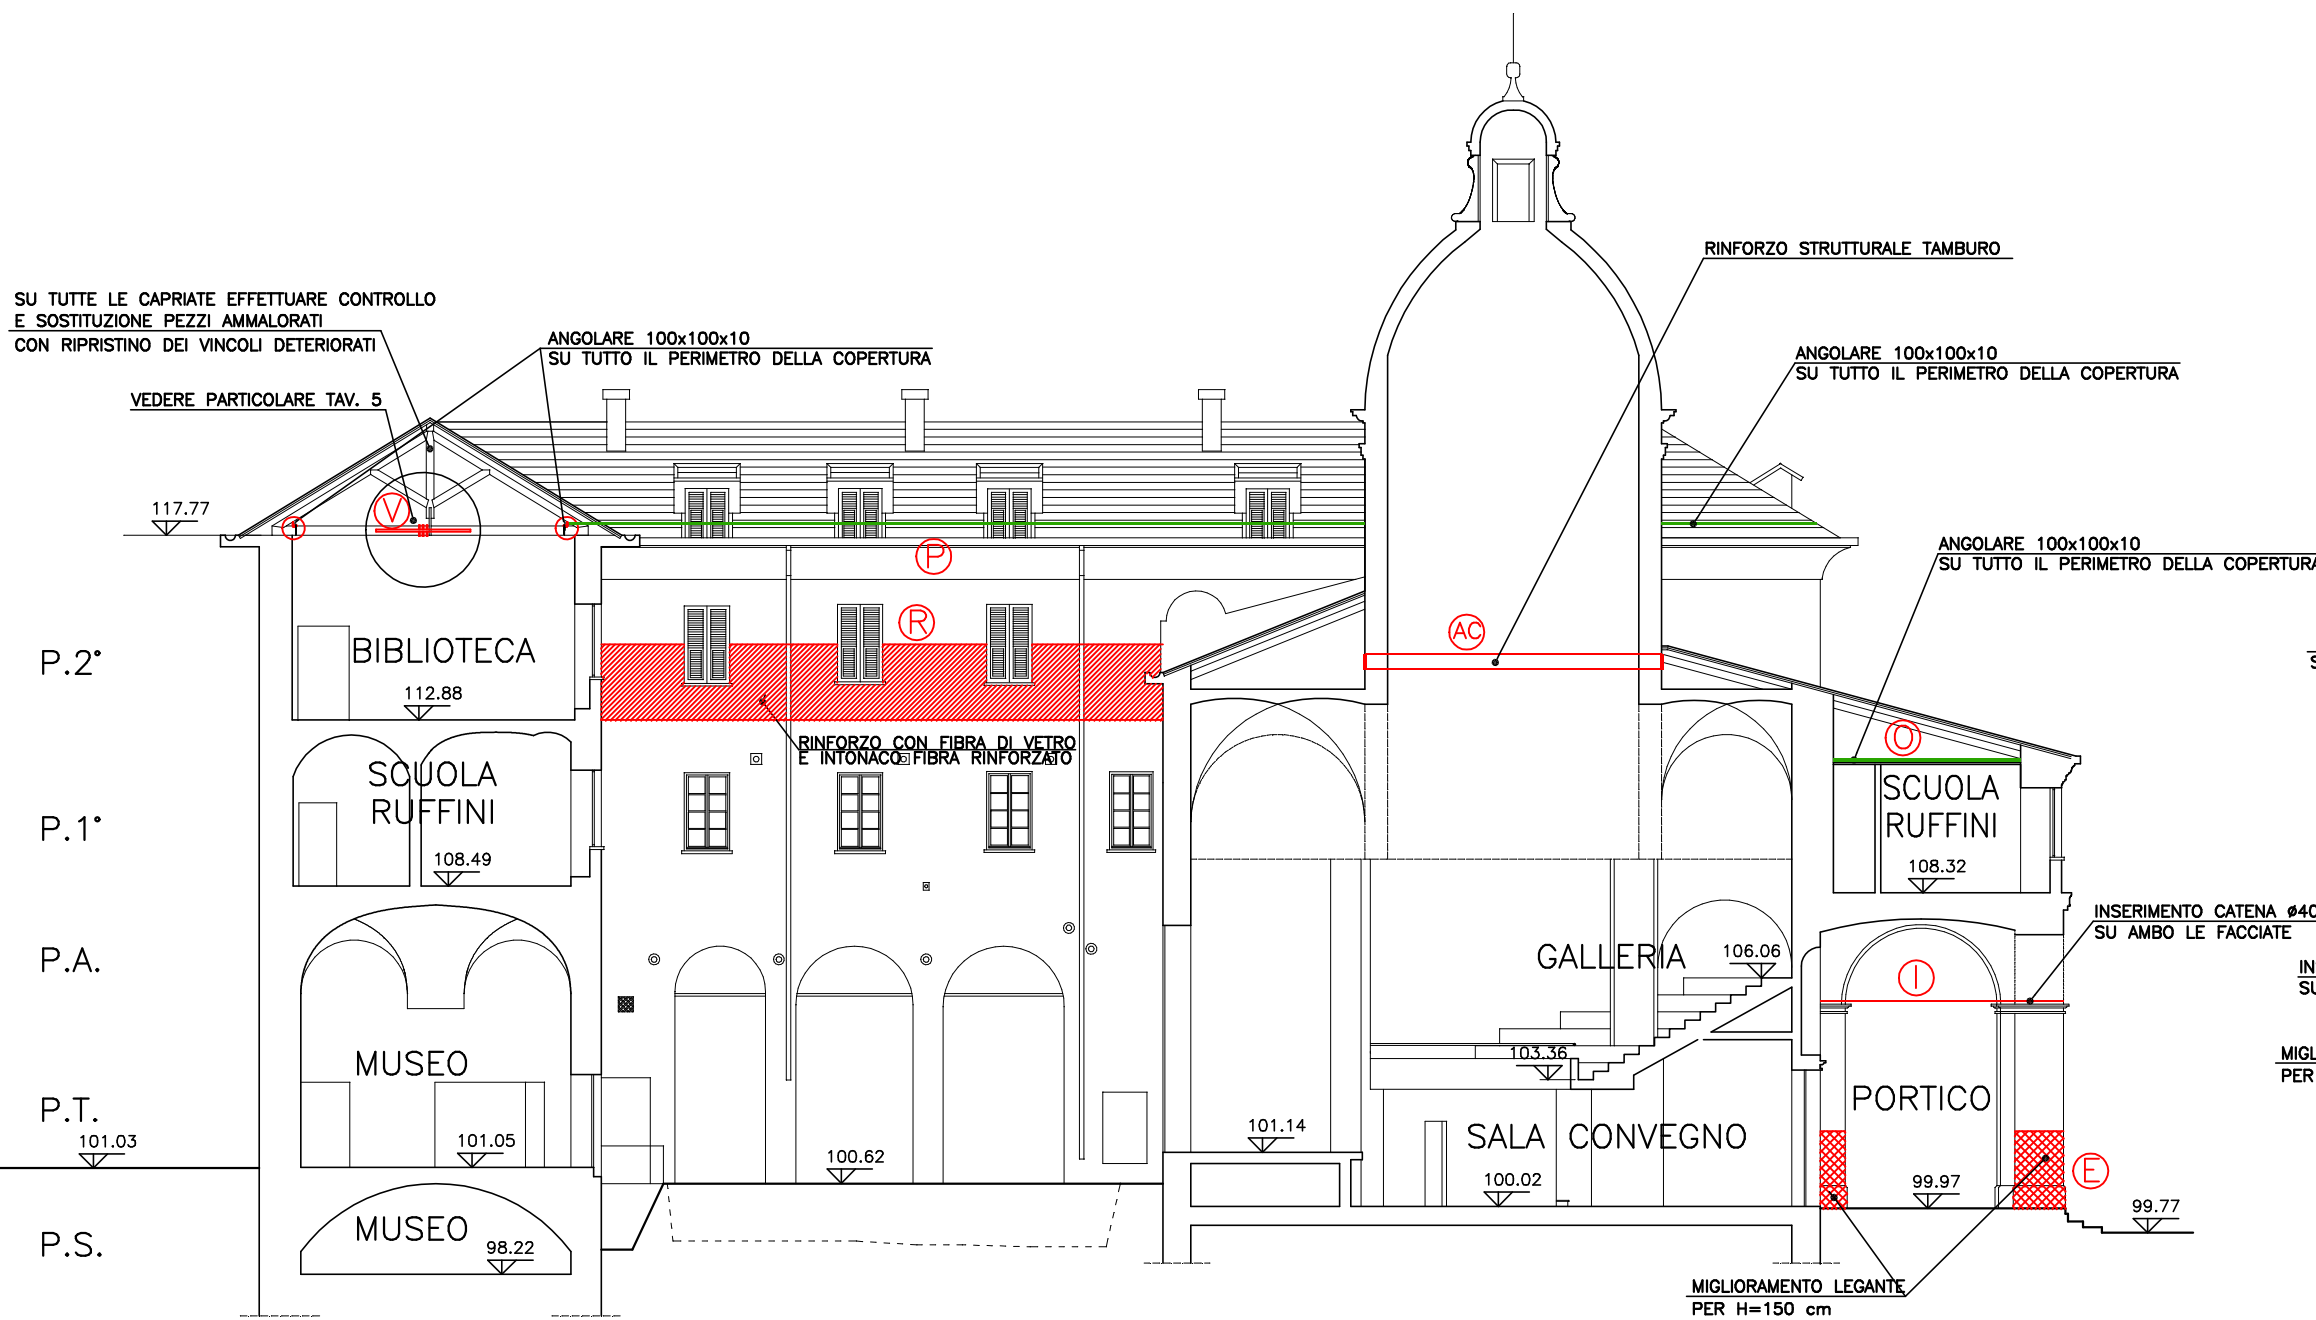 RINFORZO STRUTTURALE TAMBURO
SU TUTTE LE CAPRIATE EFFETTUARE CONTROLLO
E SOSTITUZIONE PEZZI AMMALORATI
CON RIPRISTINO DEI VINCOLI DETERIORATI
ANGOLARE 100x100x10
SU TUTTO IL PERIMETRO DELLA COPERTURA
ANGOLARE 100x100x10
SU TUTTO IL PERIMETRO DELLA COPERTURA
VEDERE PARTICOLARE TAV. 5
117.77
V
P
ANGOLARE 100x100x10
SU TUTTO IL PERIMETRO DELLA COPERTURA
R
AC
P.2°
BIBLIOTECA
112.88
S
RINFORZO CON FIBRA DI VETRO
E INTONACO FIBRA RINFORZATO
O
P.1°
SCUOLA
RUFFINI
108.49
SCUOLA
RUFFINI
108.32
INSERIMENTO CATENA ø40
SU AMBO LE FACCIATE
P.A.
GALLERIA
106.06
I
IN
SU
MUSEO
103.36
MIGL
PER
PORTICO
P.T.
101.03
101.05
100.62
101.14
SALA CONVEGNO
100.02
99.97
E
99.77
P.S.
MUSEO
98.22
MIGLIORAMENTO LEGANTE
PER H=150 cm